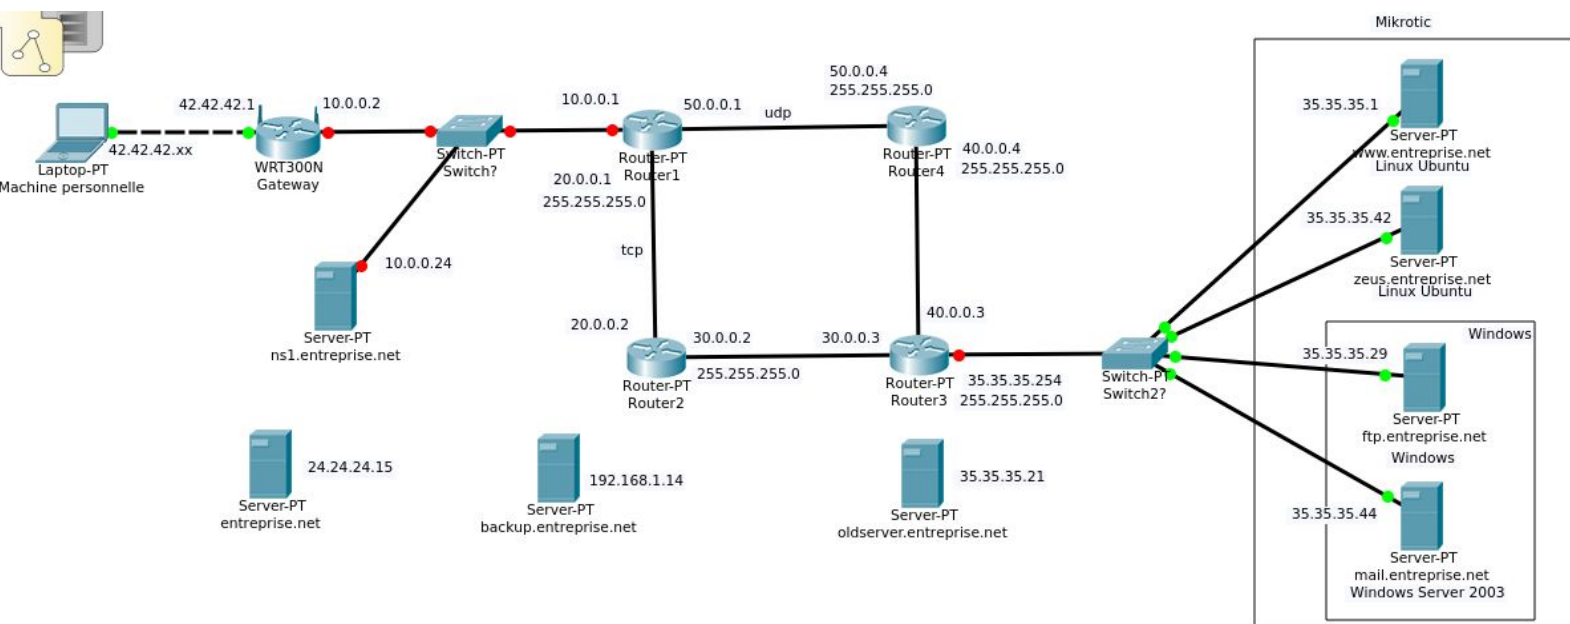 Mikrotic
50.0.0.4
255.255.255.0
42.42.42.1
10.0.0.2
10.0.0.1
50.0.0.1
udp
35.35.35.1
42.42.42.xx
Laptop-PT
Machine personnelle
WRT300N
Gateway
Switch-PT
Switch?
Router-PT
Router1
Router-PT
Router4
40.0.0.4
255.255.255.0
Server-PT
www.entreprise.net
Linux Ubuntu
20.0.0.1
255.255.255.0
35.35.35.42
tcp
10.0.0.24
Server-PT
zeus.entreprise.net
Linux Ubuntu
Server-PT
ns1.entreprise.net
20.0.0.2
30.0.0.2
255.255.255.0
30.0.0.3
40.0.0.3
Windows
35.35.35.29
Router-PT
Router2
Router-PT
Router3
35.35.35.254
255.255.255.0
Switch-PT
Switch2?
Server-PT
ftp.entreprise.net
Windows
24.24.24.15
Server-PT
entreprise.net
192.168.1.14
Server-PT
backup.entreprise.net
35.35.35.21
Server-PT
oldserver.entreprise.net
35.35.35.44
Server-PT
mail.entreprise.net
Windows Server 2003